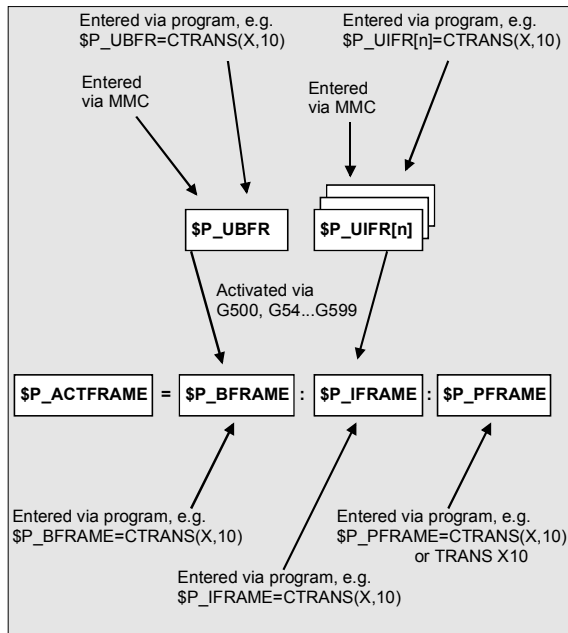 Entered via program, e.g.
$P_UBFR=CTRANS(X,10)
Entered via program, e.g.
$P_UIFR[n]=CTRANS(X,10)
Entered
via MMC
Entered
via MMC
$P_UBFR
$P_UIFR[n]
Activated via
G500, G54...G599
$P_ACTFRAME = $P_BFRAME : $P_IFRAME : $P_PFRAME
Entered via program, e.g.
$P_BFRAME=CTRANS(X,10)
Entered via program, e.g.
$P_PFRAME=CTRANS(X,10)
or TRANS X10
Entered via program, e.g.
$P_IFRAME=CTRANS(X,10)